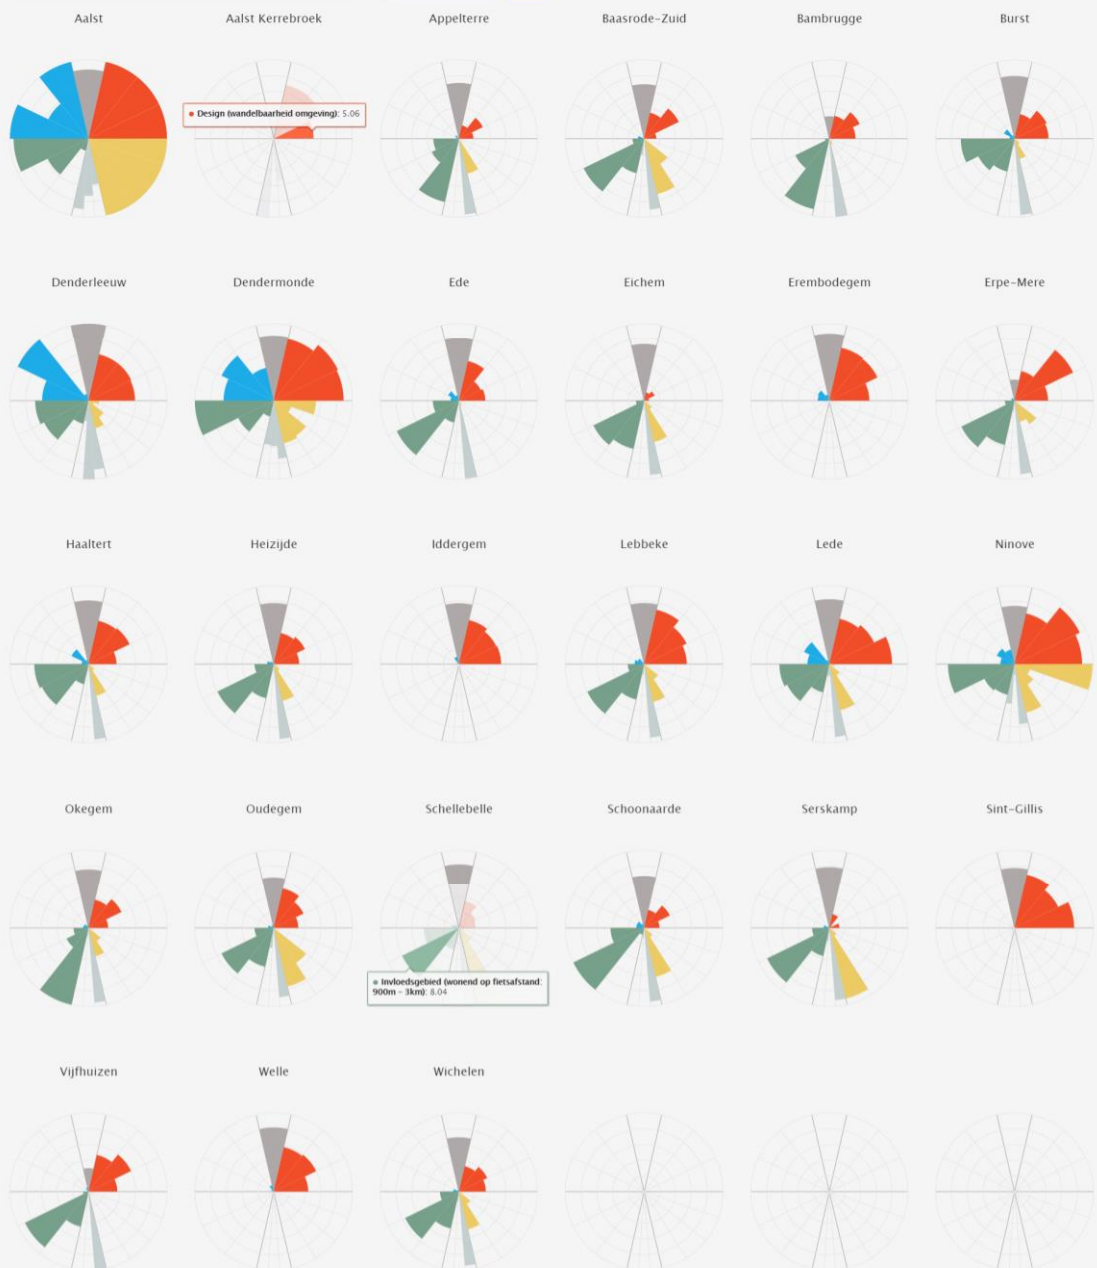 Aalst
Aalst Kerrebroek
Appelterre
Baasrode-Zuid
Bambrugge
Burst
Design (wandelbaarheid omgeving): 5.06
Denderleeuw
Dendermonde
Ede
Eichem
Erembodegem
Erpe-Mere
Haaltert
Heizijde
Iddergem
Lebbeke
Lede
Ninove
Okegem
Oudegem
Schellebelle
Schoonaarde
Serskamp
Sint-Gillis
Invloedsgebied (wonend op fietsafstand:
900m - 3km): 8.04
Vijfhuizen
Welle
Wichelen